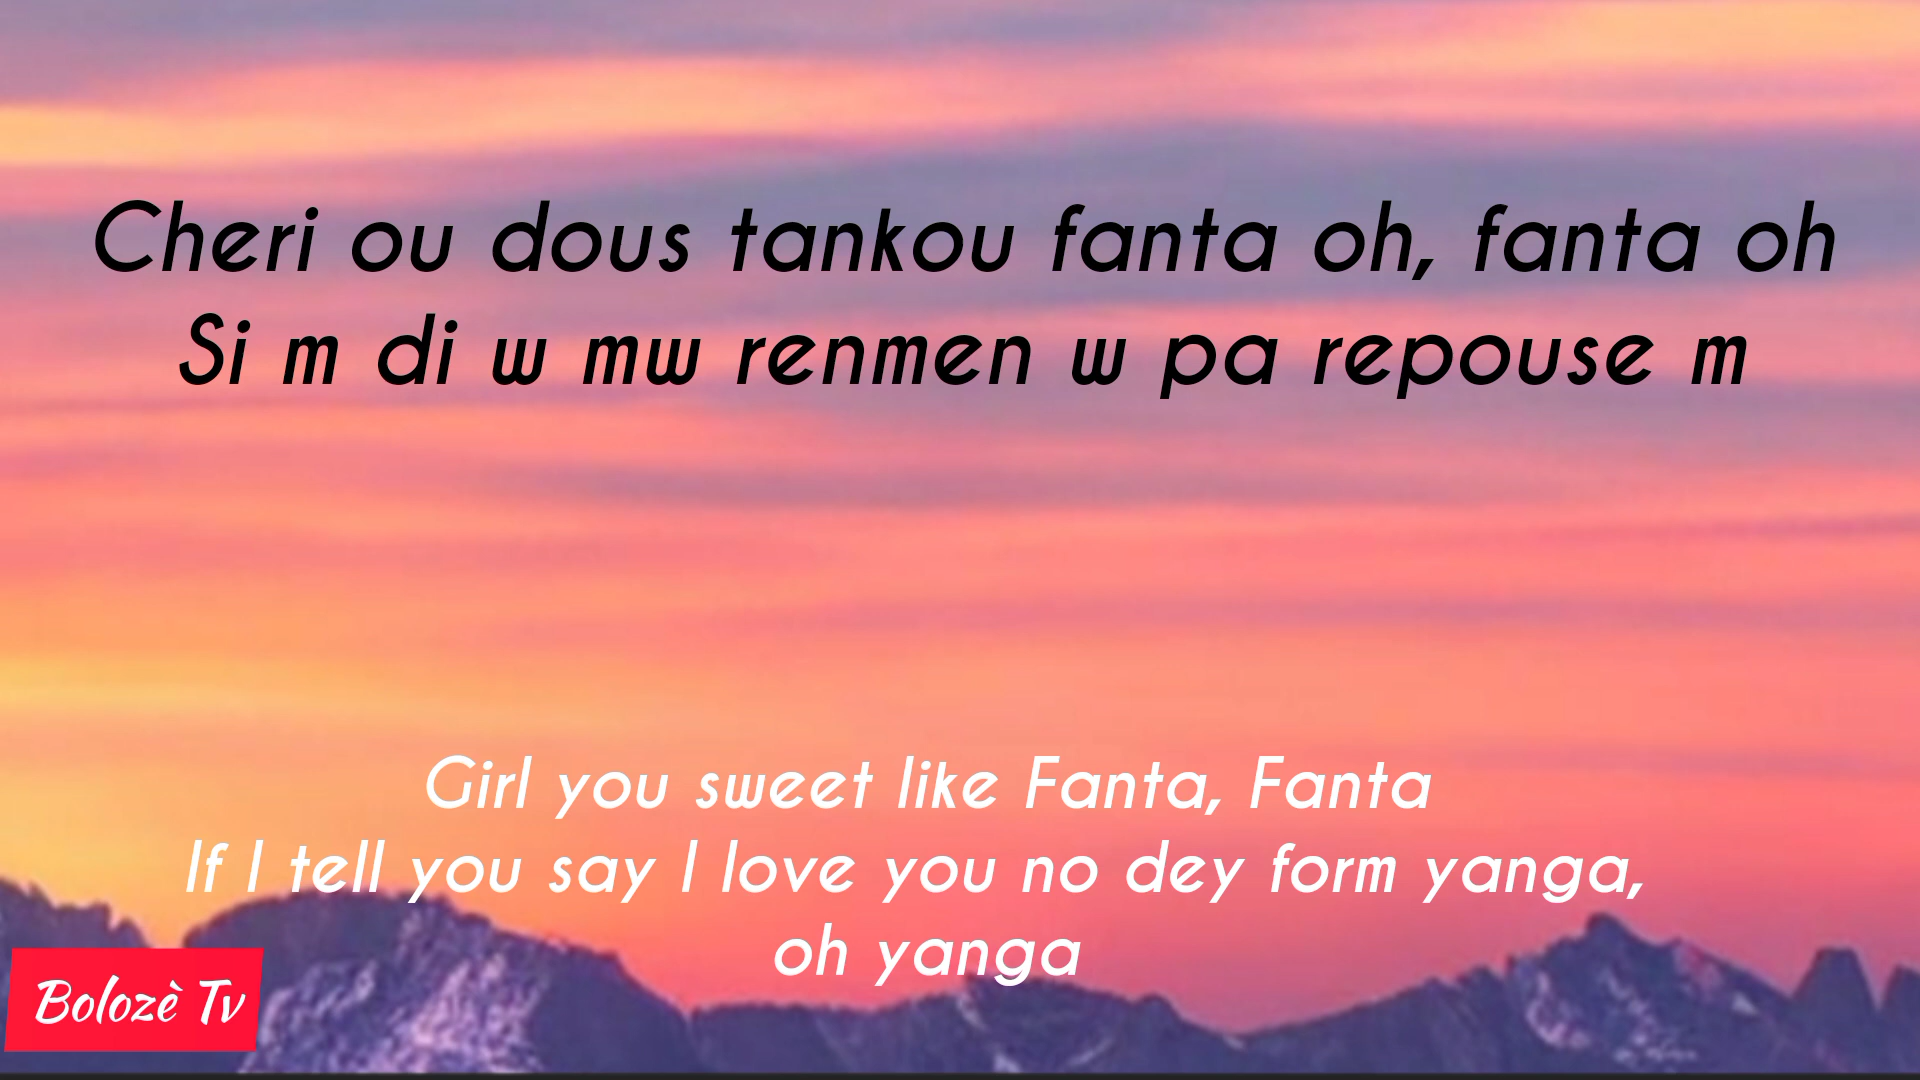 Cheri ou dous tankou fanta oh, fanta oh
Si m di w mw renmen w pa repouse m
Girl you sweet like Fanta, Fanta
If I tell you say I love you no dey form yanga,
oh yanga
Bolozè Tv